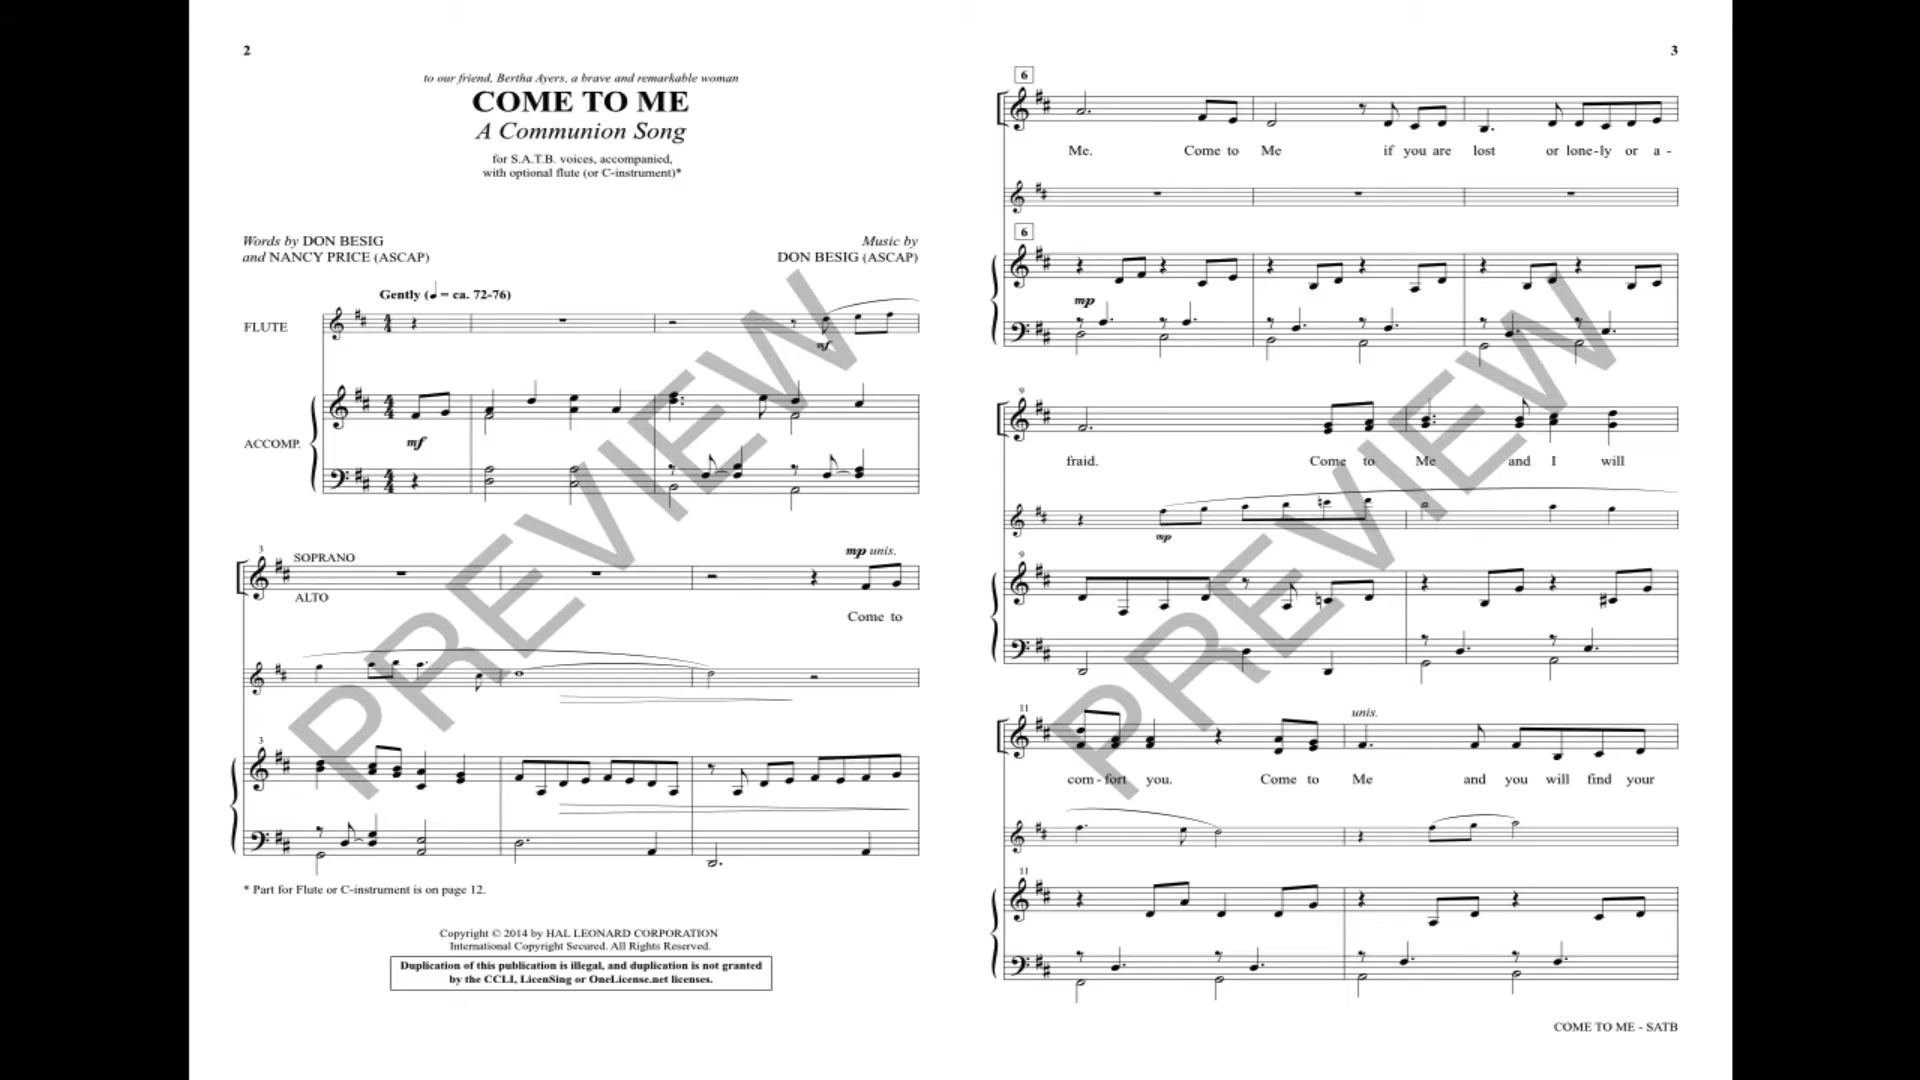 2
to our friend, Bertha Ayers, a brave and remarkable woman
COME TO ME
A Communion Song
for S.A.T.B. voices, accompanied,
with optional flute (or C-instrument)*
Words by DON BESIG
and NANCY PRICE (ASCAP)
Music by
DON BESIG (ASCAP)
Gently (♩ = ca. 72-76)
FLUTE
mf
ACCOMP.
mf
3
SOPRANO
mp unis.
ALTO
Come to
3
* Part for Flute or C-instrument is on page 12.
Copyright © 2014 by HAL LEONARD CORPORATION
International Copyright Secured. All Rights Reserved.
Duplication of this publication is illegal, and duplication is not granted
by the CCLI, LicenSing or OneLicense.net licenses.
PREVIEW
3
6
Me. Come to Me if you are lost or lone-ly or a -
6
mp
9
fraid. Come to Me and I will
mp
9
11
unis.
com - fort you. Come to Me and you will find your
11
COME TO ME - SATB
PREVIEW